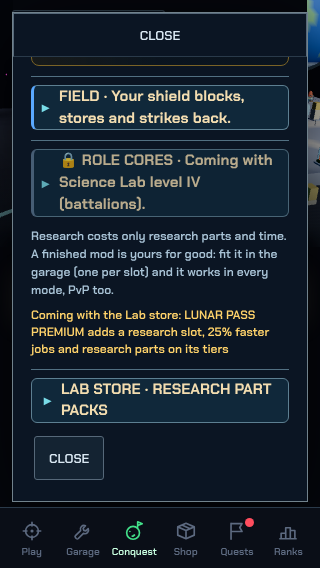 CLOSE
FIELD · Your shield blocks,
stores and strikes back.
🔒 ROLE CORES · Coming with
Science Lab level IV
(battalions).
Research costs only research parts and time.
A finished mod is yours for good: fit it in the
garage (one per slot) and it works in every
mode, PvP too.
Coming with the Lab store: LUNAR PASS
PREMIUM adds a research slot, 25% faster
jobs and research parts on its tiers
LAB STORE · RESEARCH PART
PACKS
CLOSE
Play Garage Conquest Shop Quests Ranks